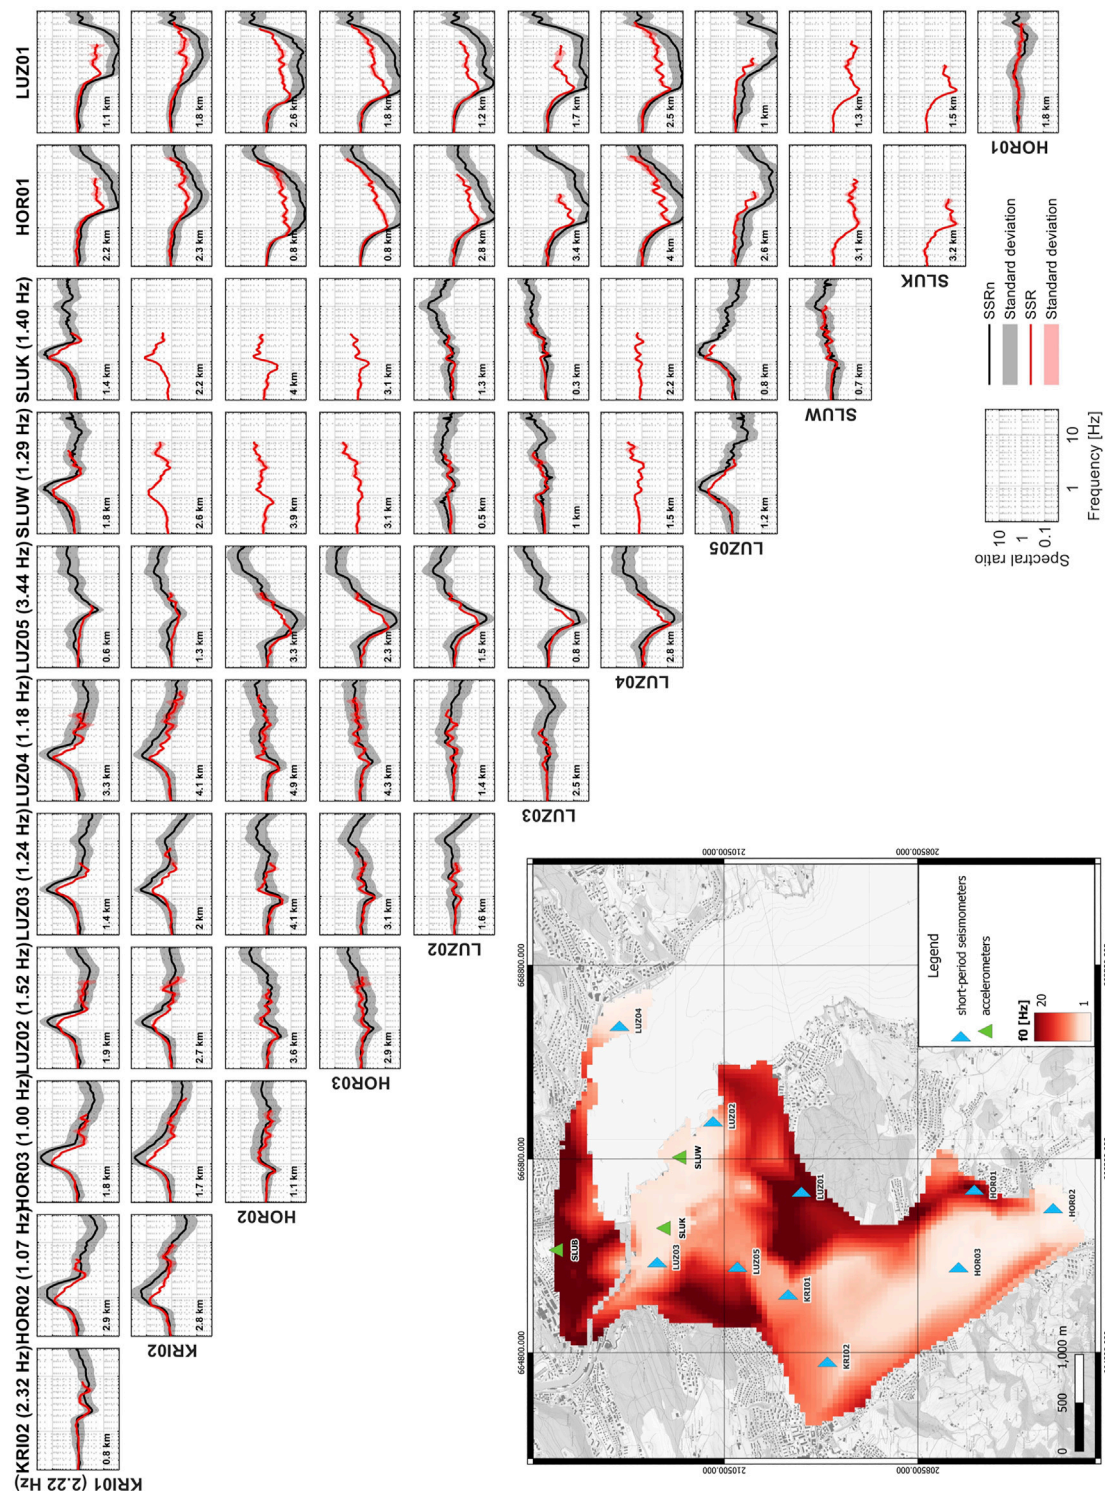 KRI02 (2.32 Hz) HOR02 (1.07 Hz) HOR03 (1.00 Hz) LUZ02 (1.52 Hz) LUZ03 (1.24 Hz) LUZ04 (1.18 Hz) LUZ05 (3.44 Hz) SLUW (1.29 Hz) SLUK (1.40 Hz) HOR01 LUZ01
KRI01 (2.22 Hz)
0.8 km 2.9 km 1.8 km 1.9 km 1.4 km 3.3 km 0.6 km 1.8 km 1.4 km 2.2 km 1.1 km
KRI02
2.8 km 1.7 km 2.7 km 2 km 4.1 km 1.3 km 2.6 km 2.2 km 2.3 km 1.8 km
HOR02
1.1 km 3.6 km 4.1 km 4.9 km 3.3 km 3.9 km 4 km 0.8 km 2.6 km
HOR03
2.9 km 3.1 km 4.3 km 2.3 km 3.1 km 3.1 km 0.8 km 1.8 km
LUZ02
1.6 km 1.4 km 1.5 km 0.5 km 1.3 km 2.8 km 1.2 km
LUZ03
2.5 km 0.8 km 1 km 0.3 km 3.4 km 1.7 km
LUZ04
2.8 km 1.5 km 2.2 km 4 km 2.5 km
LUZ05
1.2 km 0.8 km 2.6 km 1 km
SLUW
0.7 km 3.1 km 1.3 km
SLUK
3.2 km 1.5 km
HOR01
1.8 km
SSRn
Standard deviation
SSR
Standard deviation
Spectral ratio
10
1
0.1
1 10
Frequency [Hz]
664800.000 666800.000 668800.000
210500.000 210500.000
208500.000 208500.000
SLUB
LUZ04
LUZ03
SLUK
SLUW
LUZ02
LUZ05
KRI01
LUZ01
KRI02
HOR03
HOR01
HOR02
0 500 1,000 m
Legend
short-period seismometers
accelerometers
f0 [Hz]
20
1